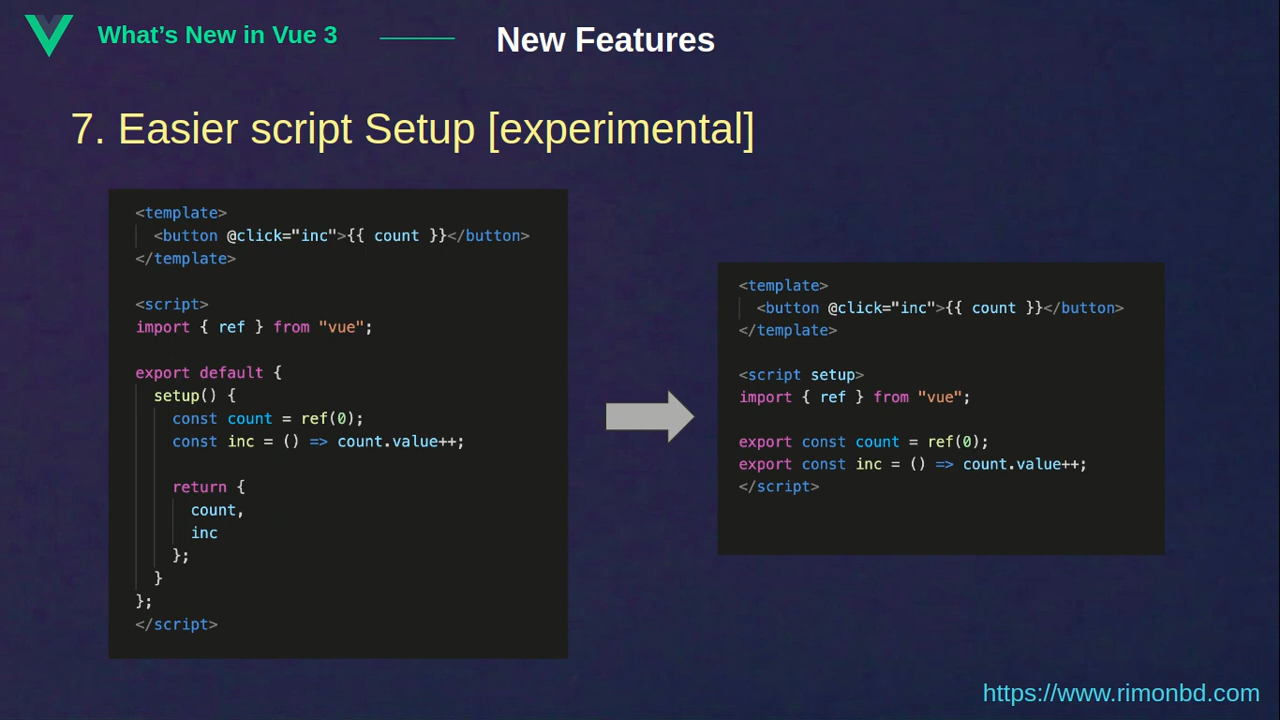 What’s New in Vue 3
New Features
7. Easier script Setup [experimental]
<template>
  <button @click="inc">{{ count }}</button>
</template>

<script>
import { ref } from "vue";

export default {
  setup() {
    const count = ref(0);
    const inc = () => count.value++;

    return {
      count,
      inc
    };
  }
};
</script>
<template>
  <button @click="inc">{{ count }}</button>
</template>

<script setup>
import { ref } from "vue";

export const count = ref(0);
export const inc = () => count.value++;
</script>
https://www.rimonbd.com